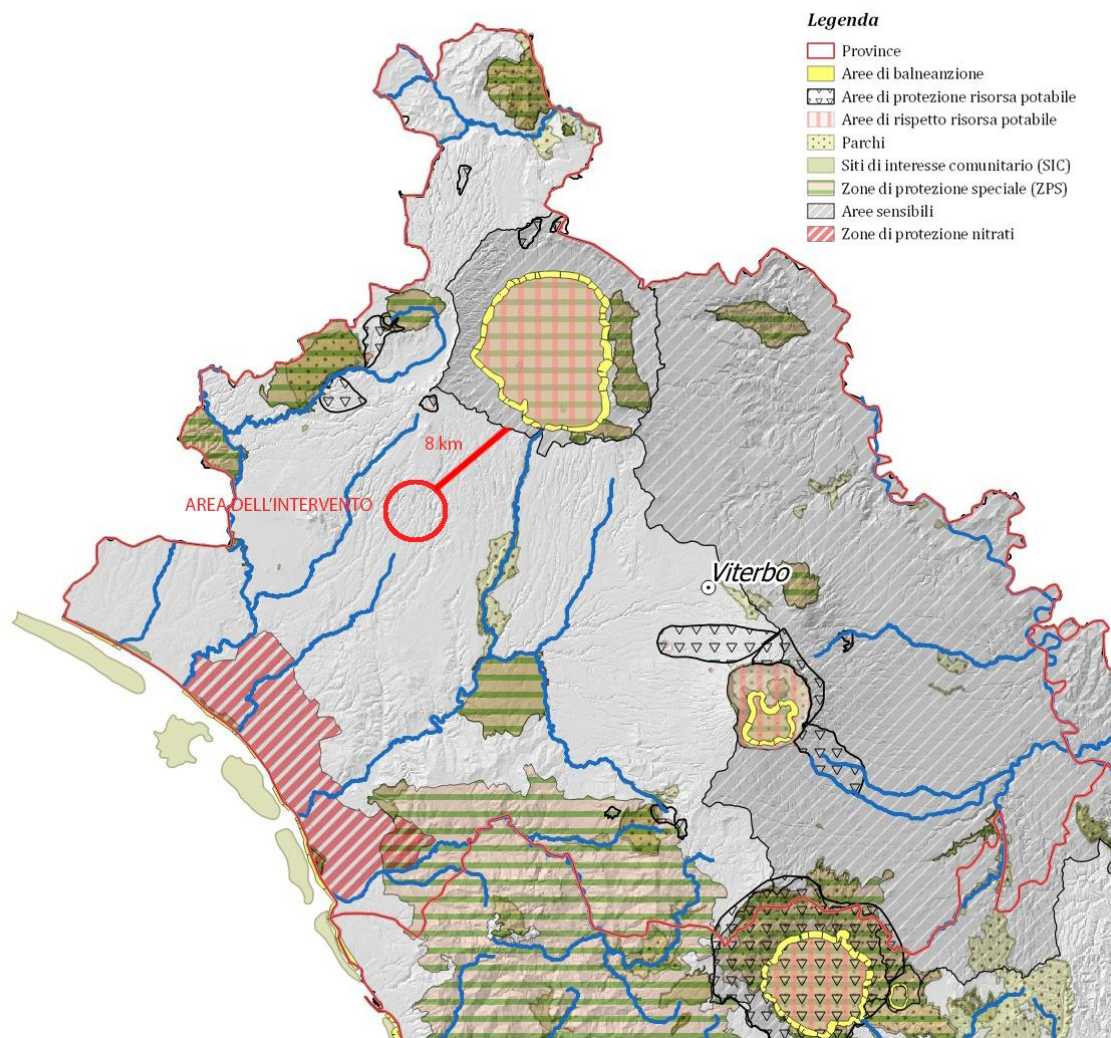 Legenda
Province
Aree di balneanzione
Aree di protezione risorsa potabile
Aree di rispetto risorsa potabile
Parchi
Siti di interesse comunitario (SIC)
Zone di protezione speciale (ZPS)
Aree sensibili
Zone di protezione nitrati
8 km
AREA DELL'INTERVENTO
Viterbo